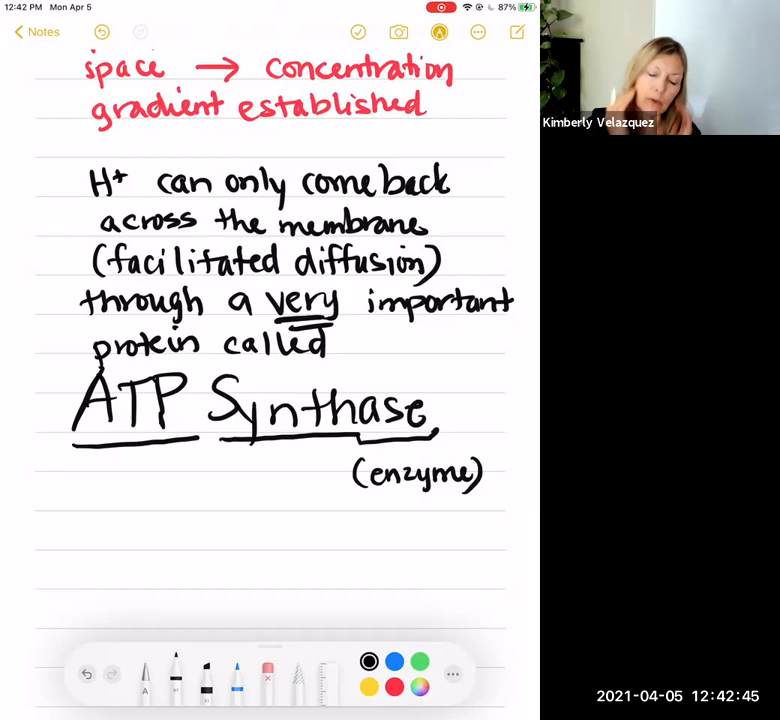 12:42 PM Mon Apr 5
87%
Notes
space → concentration
gradient established
H+ can only come back
across the membrane
(facilitated diffusion)
through a very important
protein called
ATP Synthase
(enzyme)
A
Kimberly Velazquez
2021-04-05 12:42:45